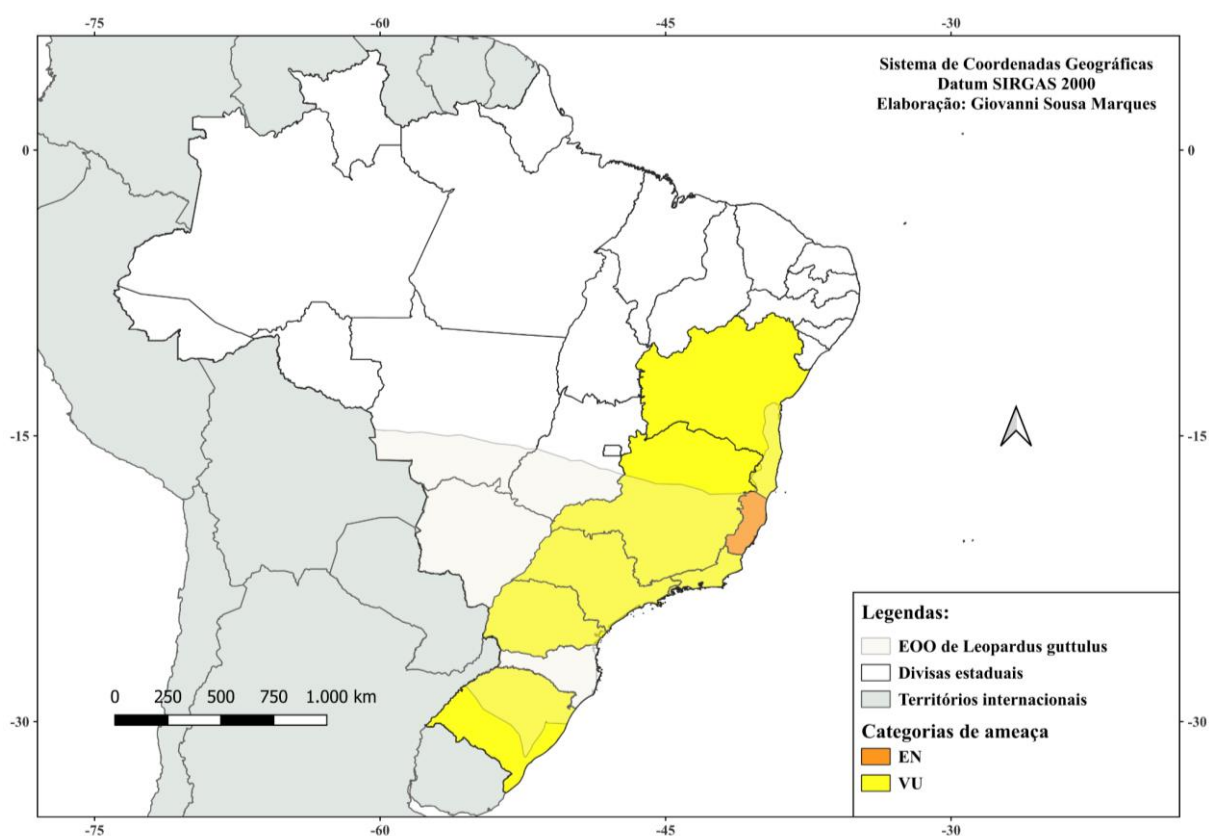 -75
-60
-45
-30
Sistema de Coordenadas Geográficas
Datum SIRGAS 2000
Elaboração: Giovanni Sousa Marques
0
0
-15
-15
-30
-30
0 250 500 750 1.000 km
Legendas:
EOO de Leopardus guttulus
Divisas estaduais
Territórios internacionais
Categorias de ameaça
EN
VU
-75
-60
-45
-30